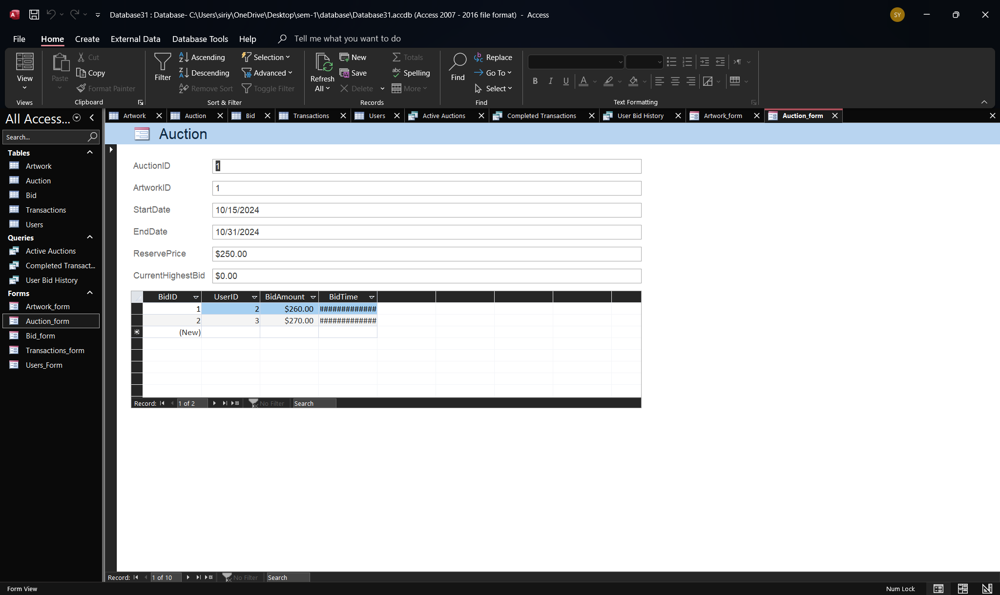 Database31 : Database- C:\Users\siriy\OneDrive\Desktop\sem-1\database\Database31.accdb (Access 2007 - 2016 file format) - Access
SY
File Home Create External Data Database Tools Help Tell me what you want to do
View
Paste
Cut
Copy
Format Painter
Filter
Ascending
Descending
Remove Sort
Selection
Advanced
Toggle Filter
Refresh All
New
Save
Delete
Totals
Spelling
More
Find
Replace
Go To
Select
Views Clipboard Sort & Filter Records Find Text Formatting
All Access...
Search...
Tables
Artwork
Auction
Bid
Transactions
Users
Queries
Active Auctions
Completed Transact...
User Bid History
Forms
Artwork_form
Auction_form
Bid_form
Transactions_form
Users_Form
Artwork Auction Bid Transactions Users Active Auctions Completed Transactions User Bid History Artwork_form Auction_form
Auction
AuctionID 1
ArtworkID 1
StartDate 10/15/2024
EndDate 10/31/2024
ReservePrice $250.00
CurrentHighestBid $0.00
BidID UserID BidAmount BidTime
1 2 $260.00 #############
2 3 $270.00 #############
(New)
Record: 1 of 2 No Filter Search
Record: 1 of 10 No Filter Search
Form View Num Lock